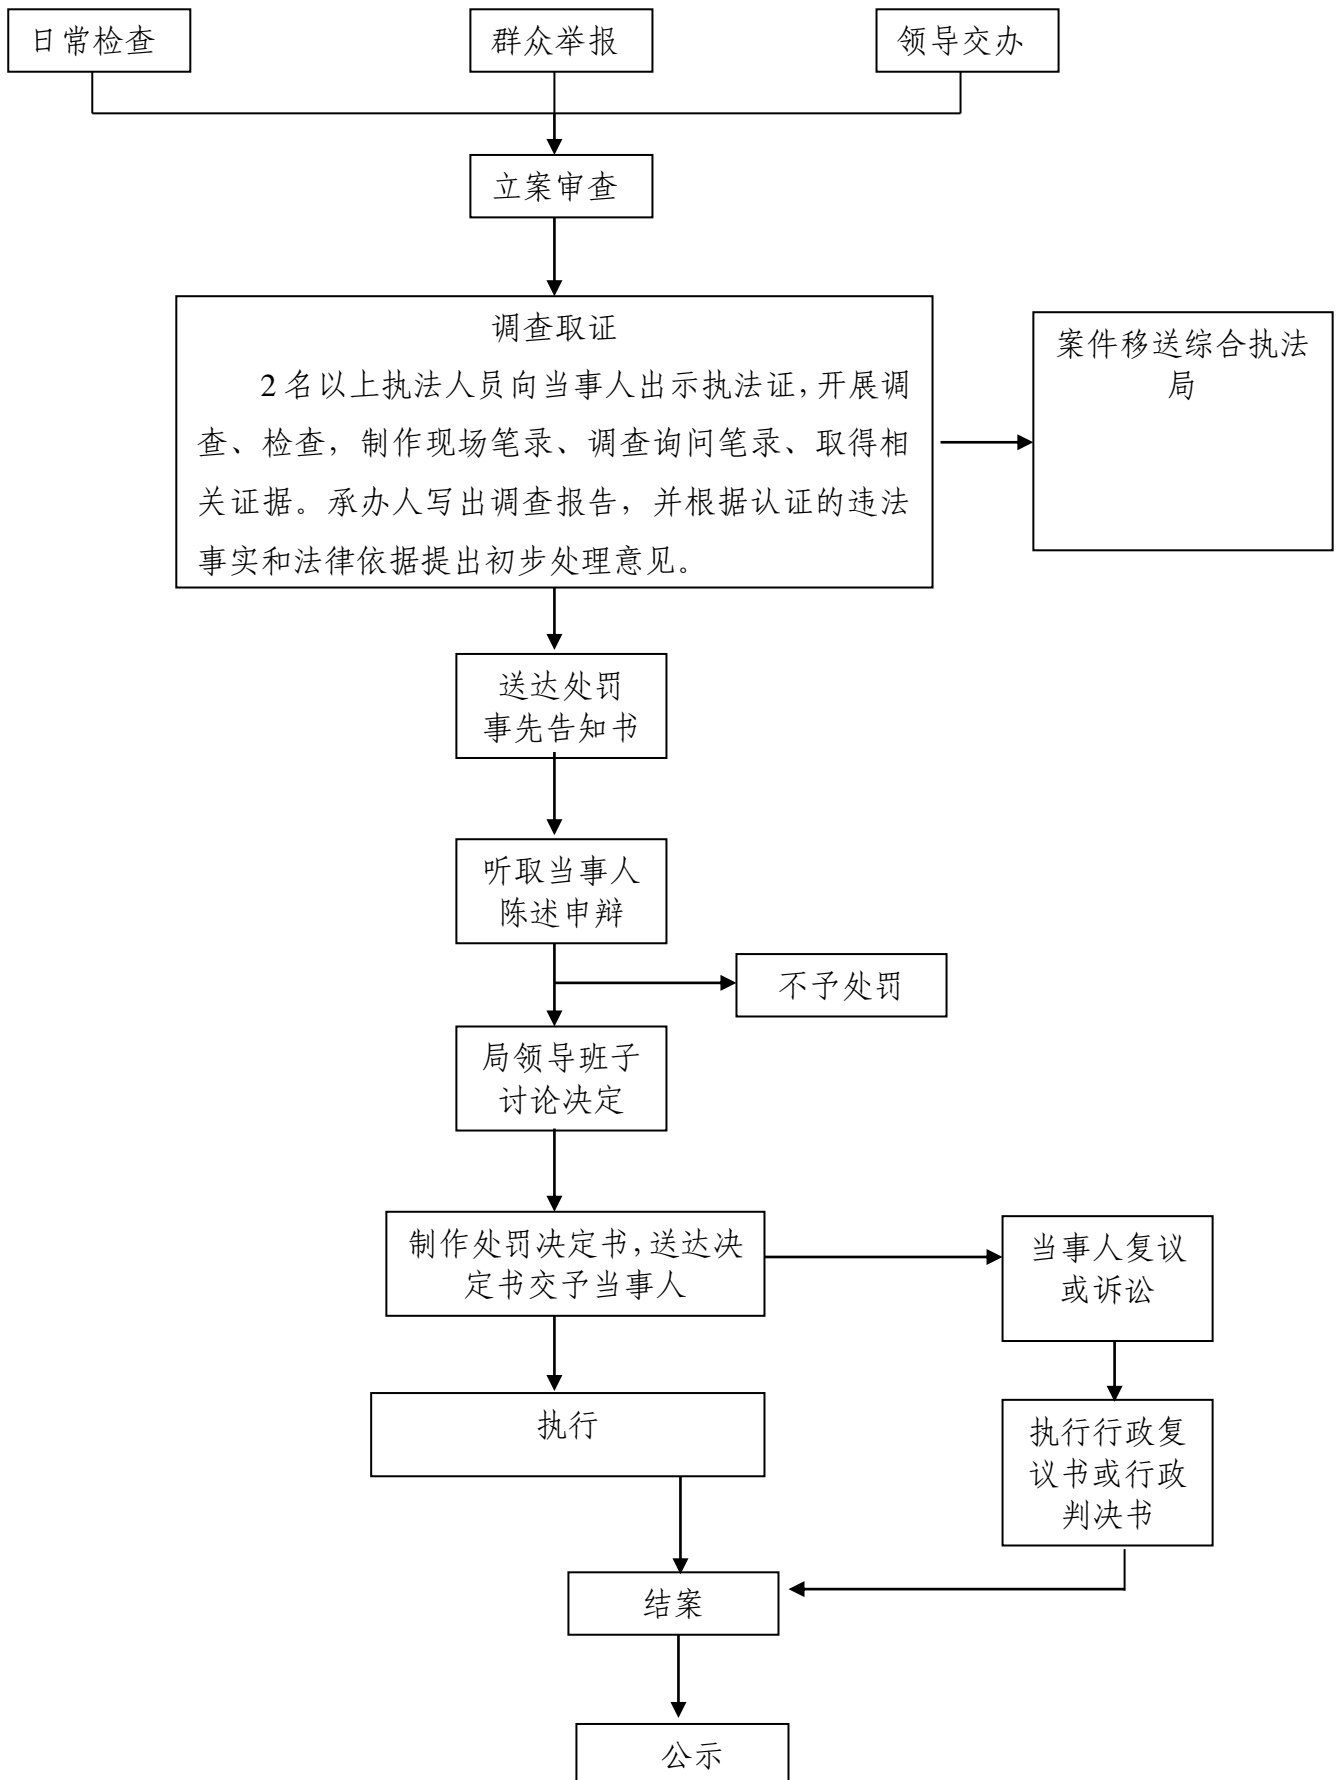 日常检查
群众举报
领导交办
立案审查
调查取证
2名以上执法人员向当事人出示执法证,开展调
查、检查,制作现场笔录、调查询问笔录、取得相
关证据。承办人写出调查报告,并根据认证的违法
事实和法律依据提出初步处理意见。
案件移送综合执法
局
送达处罚
事先告知书
听取当事人
陈述申辩
不予处罚
局领导班子
讨论决定
制作处罚决定书,送达决
定书交予当事人
当事人复议
或诉讼
执行
执行行政复
议书或行政
判决书
结案
公示